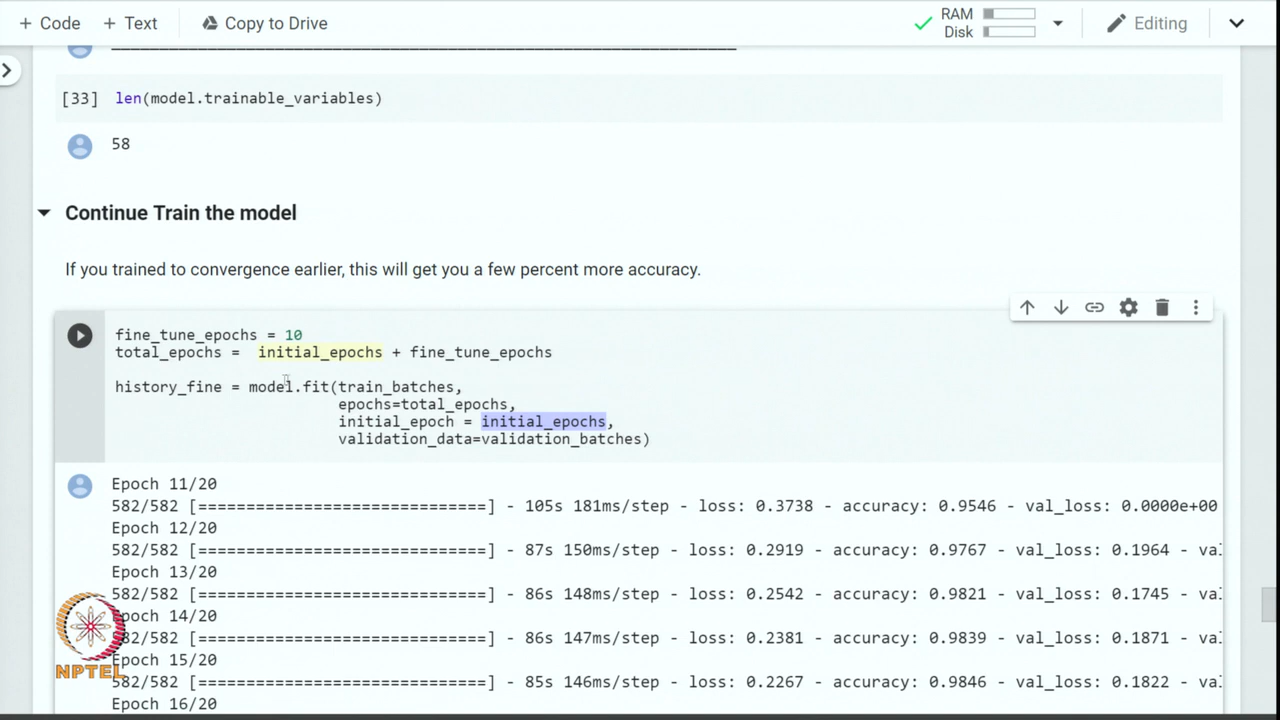 + Code + Text Copy to Drive RAM Disk Editing
[33] len(model.trainable_variables)
58
Continue Train the model
If you trained to convergence earlier, this will get you a few percent more accuracy.
fine_tune_epochs = 10
total_epochs = initial_epochs + fine_tune_epochs
history_fine = model.fit(train_batches,
epochs=total_epochs,
initial_epoch = initial_epochs,
validation_data=validation_batches)
Epoch 11/20
582/582 [==============================] - 105s 181ms/step - loss: 0.3738 - accuracy: 0.9546 - val_loss: 0.0000e+00
Epoch 12/20
582/582 [==============================] - 87s 150ms/step - loss: 0.2919 - accuracy: 0.9767 - val_loss: 0.1964 - va
Epoch 13/20
582/582 [==============================] - 86s 148ms/step - loss: 0.2542 - accuracy: 0.9821 - val_loss: 0.1745 - va
Epoch 14/20
582/582 [==============================] - 86s 147ms/step - loss: 0.2381 - accuracy: 0.9839 - val_loss: 0.1871 - va
Epoch 15/20
582/582 [==============================] - 85s 146ms/step - loss: 0.2267 - accuracy: 0.9846 - val_loss: 0.1822 - va
Epoch 16/20
NPTEL